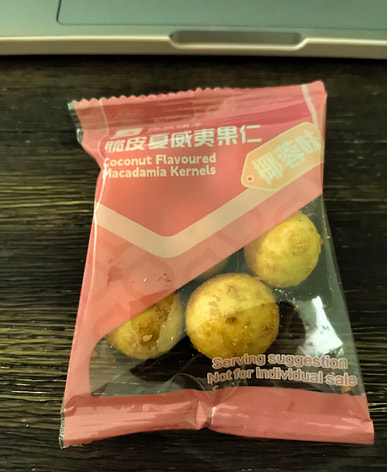 脆皮夏威夷果仁
Coconut Flavoured
Macadamia Kernels
椰蓉味
Serving suggestion
Not for individual sale